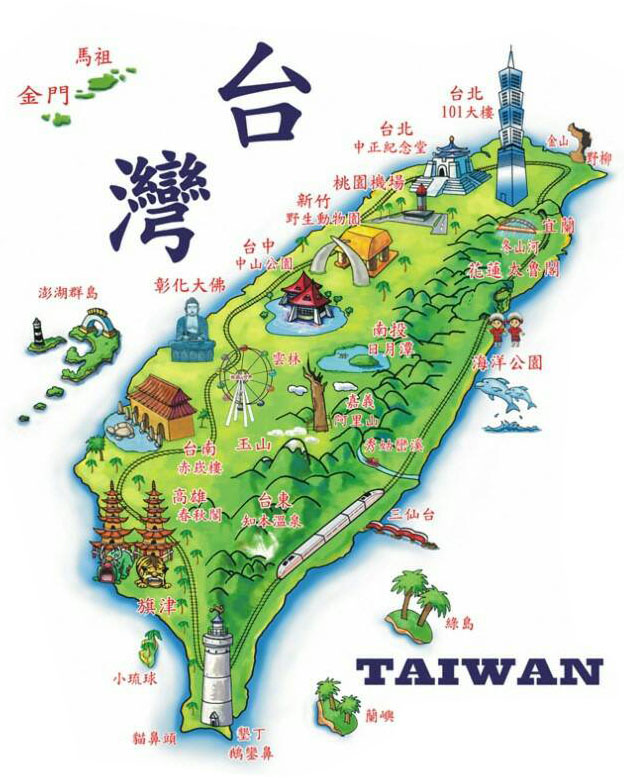 台
灣
馬祖
金門
台北
101大樓
台北
中正紀念堂
金山
野柳
桃園機場
新竹
野生動物園
宜蘭
冬山河
台中
中山公園
花蓮 太魯閣
彰化大佛
澎湖群島
南投
日月潭
海洋公園
雲林
嘉義
阿里山
玉山
秀姑巒溪
台南
赤崁樓
高雄
春秋閣
台東
知本溫泉
三仙台
旗津
綠島
小琉球
TAIWAN
蘭嶼
貓鼻頭
墾丁
鵝鑾鼻